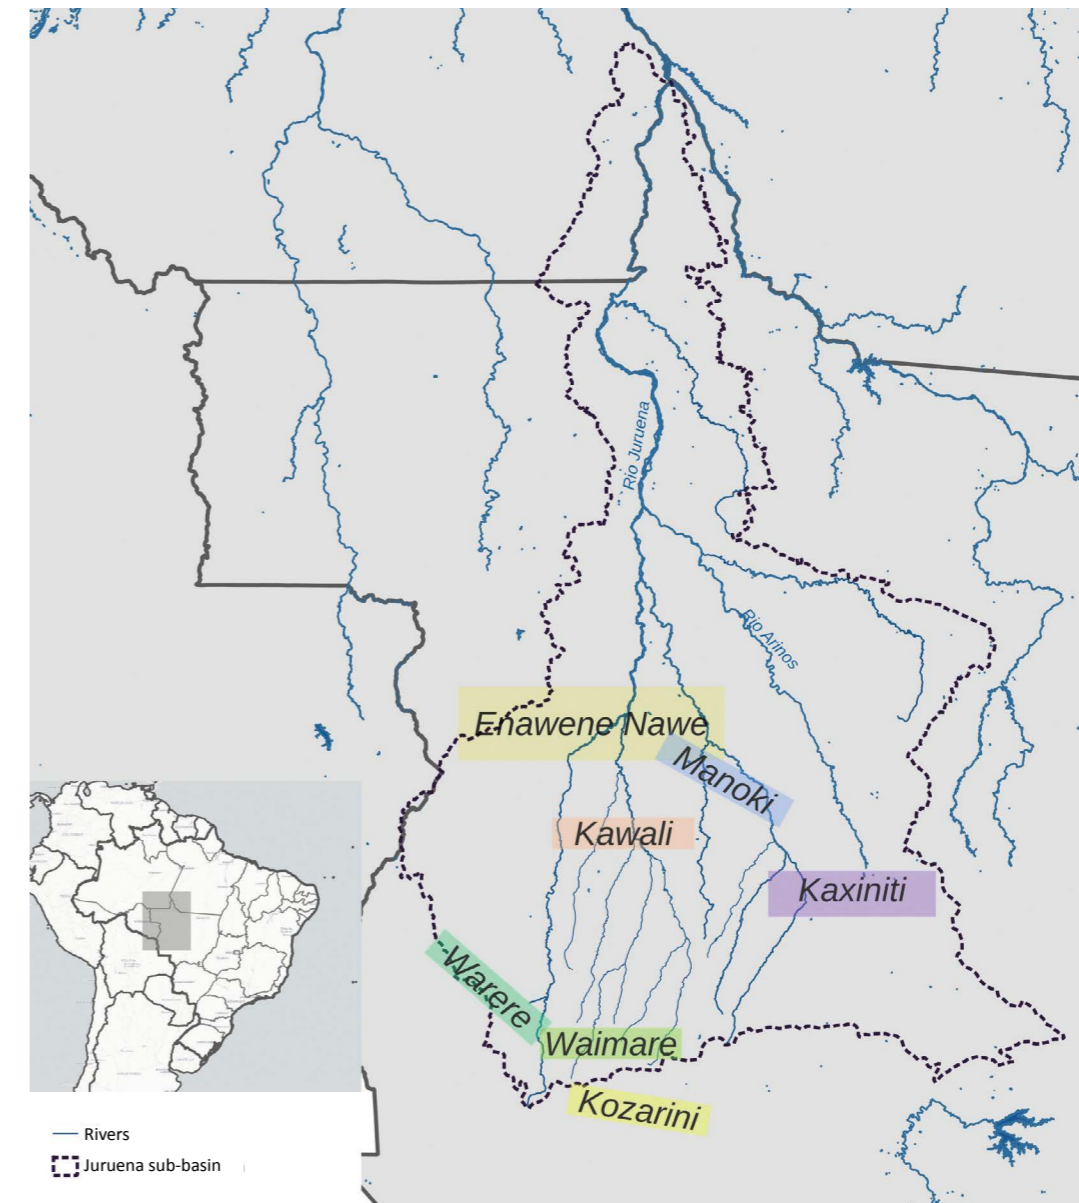 Rio Juruena
Rio Arinos
Enawene Nawe
Manoki
Kawali
Kaxiniti
Warere
Waimare
Kozarini
Rivers
Juruena sub-basin